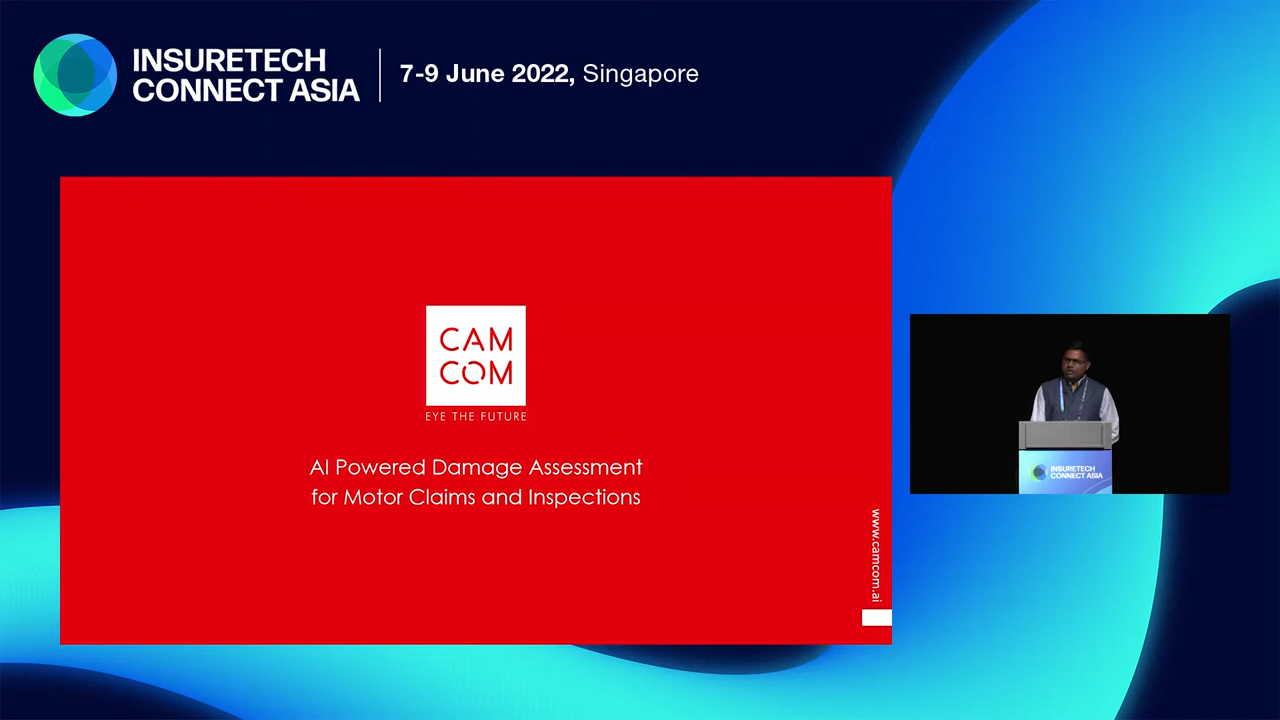 INSURETECH
CONNECT ASIA
7-9 June 2022, Singapore
CAM
COM
EYE THE FUTURE
AI Powered Damage Assessment
for Motor Claims and Inspections
www.camcom.ai
INSURETECH
CONNECT ASIA